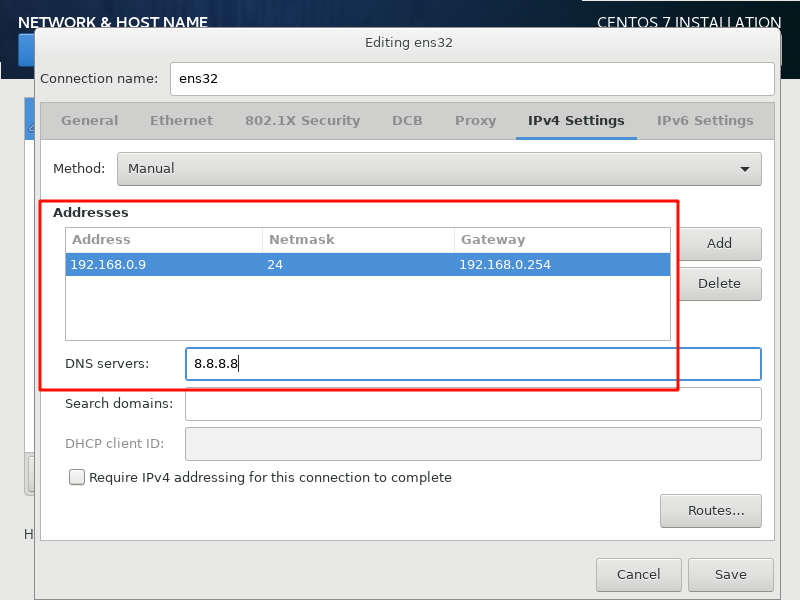 NETWORK & HOST NAME
CENTOS 7 INSTALLATION
Editing ens32
Connection name: ens32
General Ethernet 802.1X Security DCB Proxy IPv4 Settings IPv6 Settings
Method: Manual
Addresses
Address Netmask Gateway
192.168.0.9 24 192.168.0.254
Add
Delete
DNS servers: 8.8.8.8
Search domains:
DHCP client ID:
Require IPv4 addressing for this connection to complete
Routes...
H
Cancel Save